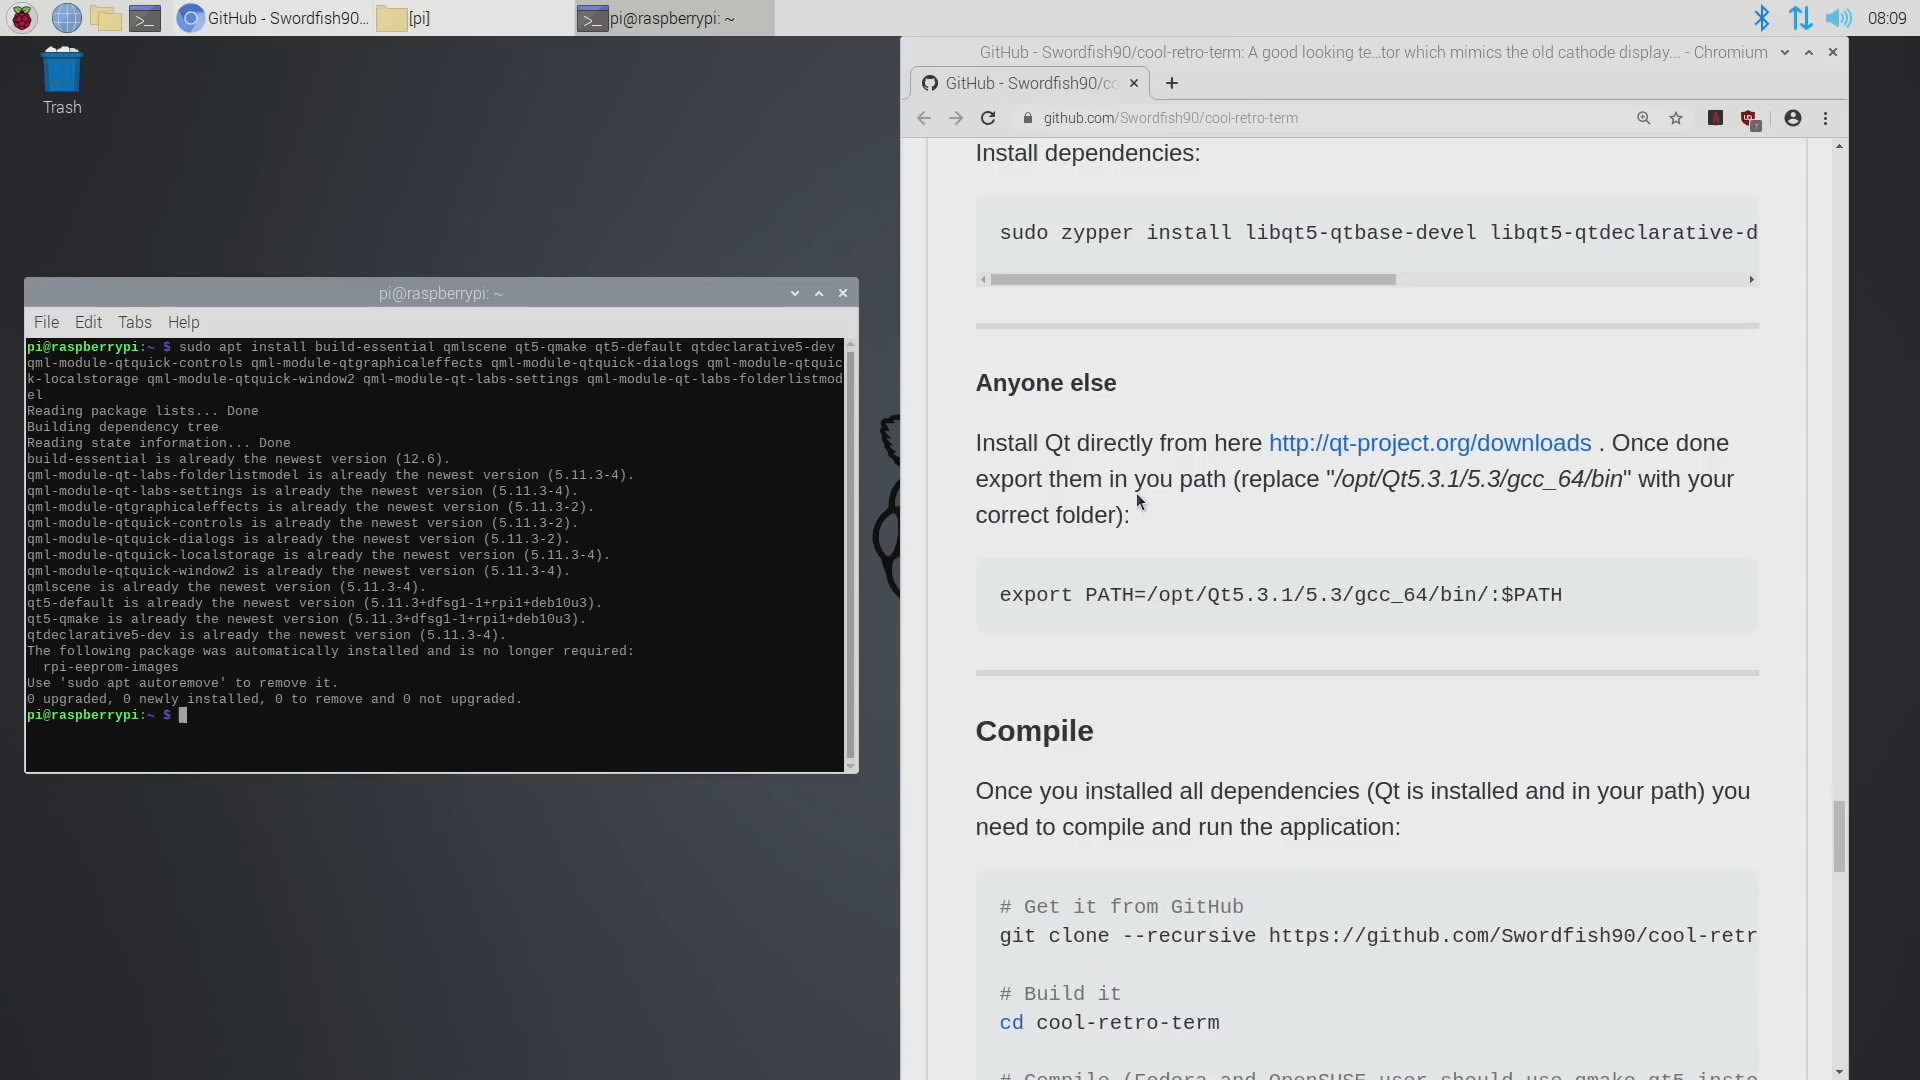 GitHub - Swordfish90...
[pi]
pi@raspberrypi: ~
08:09
Trash
pi@raspberrypi: ~
File Edit Tabs Help
pi@raspberrypi:~ $ sudo apt install build-essential qmlscene qt5-qmake qt5-default qtdeclarative5-dev
qml-module-qtquick-controls qml-module-qtgraphicaleffects qml-module-qtquick-dialogs qml-module-qtquic
k-localstorage qml-module-qtquick-window2 qml-module-qt-labs-settings qml-module-qt-labs-folderlistmod
el
Reading package lists... Done
Building dependency tree
Reading state information... Done
build-essential is already the newest version (12.6).
qml-module-qt-labs-folderlistmodel is already the newest version (5.11.3-4).
qml-module-qt-labs-settings is already the newest version (5.11.3-4).
qml-module-qtgraphicaleffects is already the newest version (5.11.3-2).
qml-module-qtquick-controls is already the newest version (5.11.3-2).
qml-module-qtquick-dialogs is already the newest version (5.11.3-2).
qml-module-qtquick-localstorage is already the newest version (5.11.3-4).
qml-module-qtquick-window2 is already the newest version (5.11.3-4).
qmlscene is already the newest version (5.11.3-4).
qt5-default is already the newest version (5.11.3+dfsg1-1+rpi1+deb10u3).
qt5-qmake is already the newest version (5.11.3+dfsg1-1+rpi1+deb10u3).
qtdeclarative5-dev is already the newest version (5.11.3-4).
The following package was automatically installed and is no longer required:
rpi-eeprom-images
Use 'sudo apt autoremove' to remove it.
0 upgraded, 0 newly installed, 0 to remove and 0 not upgraded.
pi@raspberrypi:~ $
GitHub - Swordfish90/cool-retro-term: A good looking te...tor which mimics the old cathode display... - Chromium
GitHub - Swordfish90/co
github.com/Swordfish90/cool-retro-term
Install dependencies:
sudo zypper install libqt5-qtbase-devel libqt5-qtdeclarative-d
Anyone else
Install Qt directly from here http://qt-project.org/downloads . Once done
export them in you path (replace "/opt/Qt5.3.1/5.3/gcc_64/bin" with your
correct folder):
export PATH=/opt/Qt5.3.1/5.3/gcc_64/bin/:$PATH
Compile
Once you installed all dependencies (Qt is installed and in your path) you
need to compile and run the application:
# Get it from GitHub
git clone --recursive https://github.com/Swordfish90/cool-retr
# Build it
cd cool-retro-term
# Compile (Fedora and OpenSUSE user should use qmake-qt5 inste